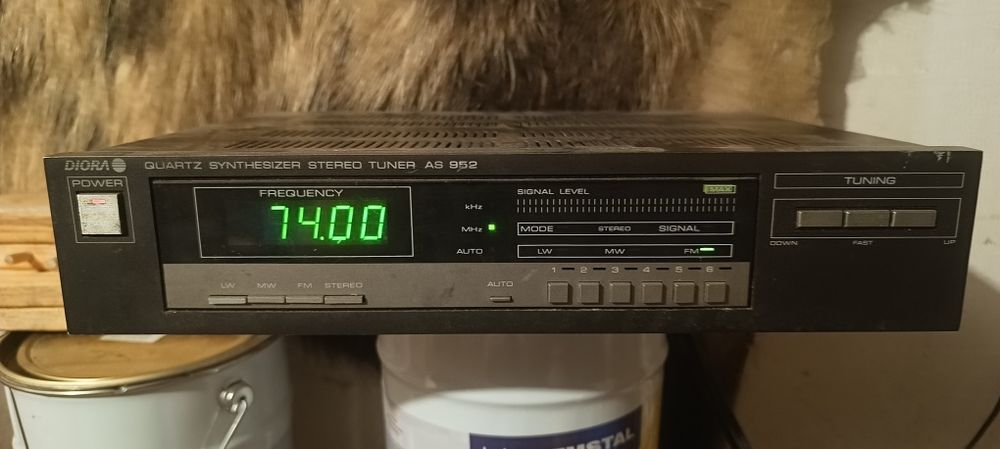 DIORA QUARTZ SYNTHESIZER STEREO TUNER AS 952
POWER
FREQUENCY
74.00
kHz
MHz
AUTO
SIGNAL LEVEL
MAX
MODE STEREO SIGNAL
LW MW FM
TUNING
DOWN FAST UP
LW MW FM STEREO
AUTO
1 2 3 4 5 6